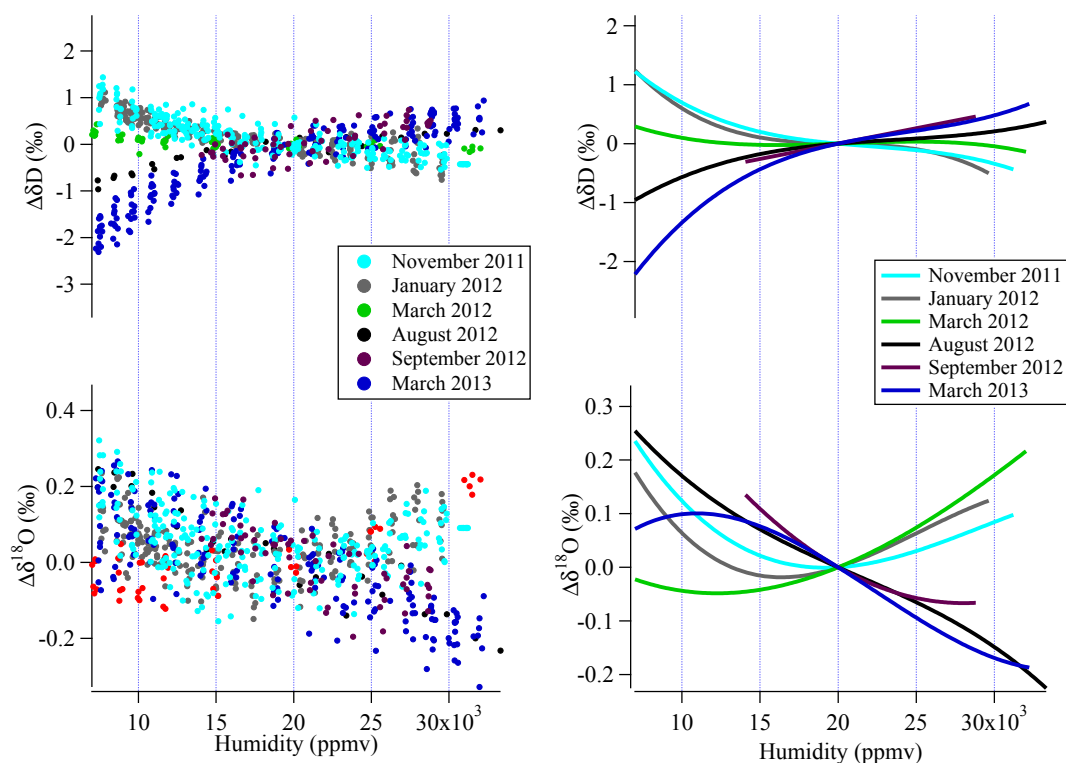 2
1
0
-1
-2
-3
ΔδD (‰)
November 2011
January 2012
March 2012
August 2012
September 2012
March 2013
0.4
0.2
0.0
-0.2
Δδ¹⁸O (‰)
10
15
20
25
30x10³
Humidity (ppmv)
2
1
0
-1
-2
ΔδD (‰)
November 2011
January 2012
March 2012
August 2012
September 2012
March 2013
0.3
0.2
0.1
0.0
-0.1
-0.2
Δδ¹⁸O (‰)
10
15
20
25
30x10³
Humidity (ppmv)